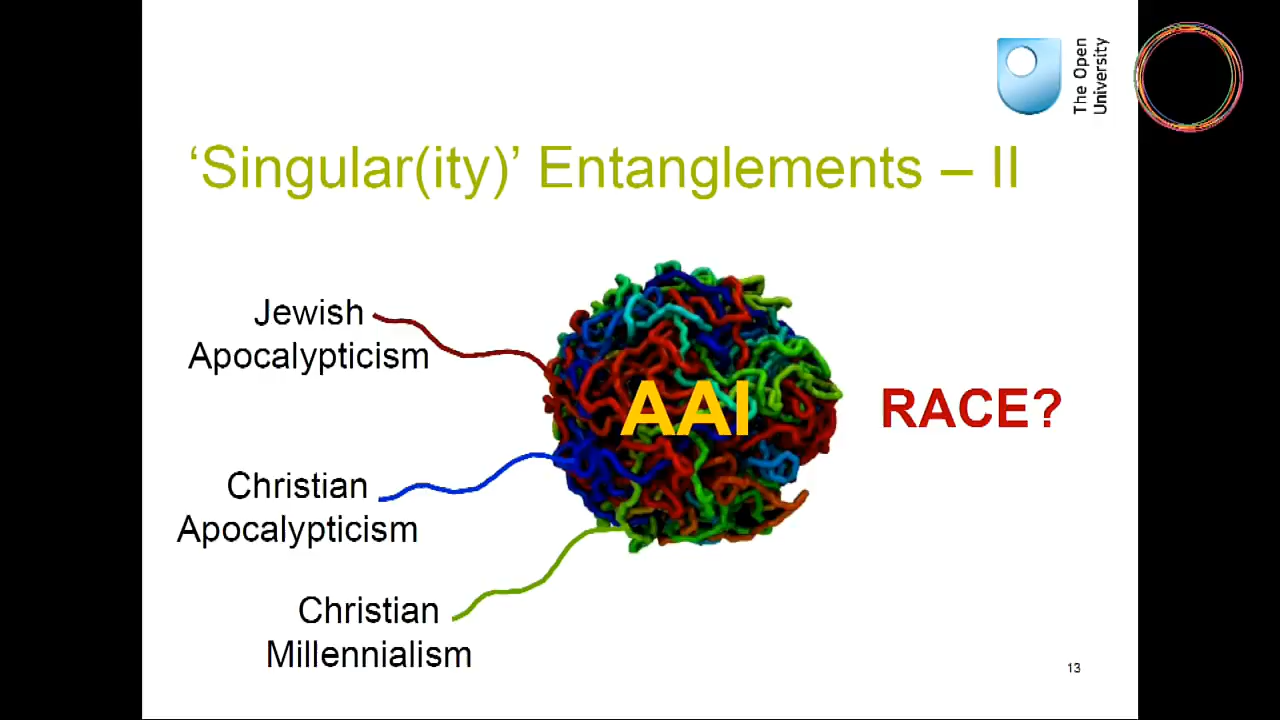 The Open
University
‘Singular(ity)’ Entanglements – II
Jewish
Apocalypticism
AAI
RACE?
Christian
Apocalypticism
Christian
Millennialism
13